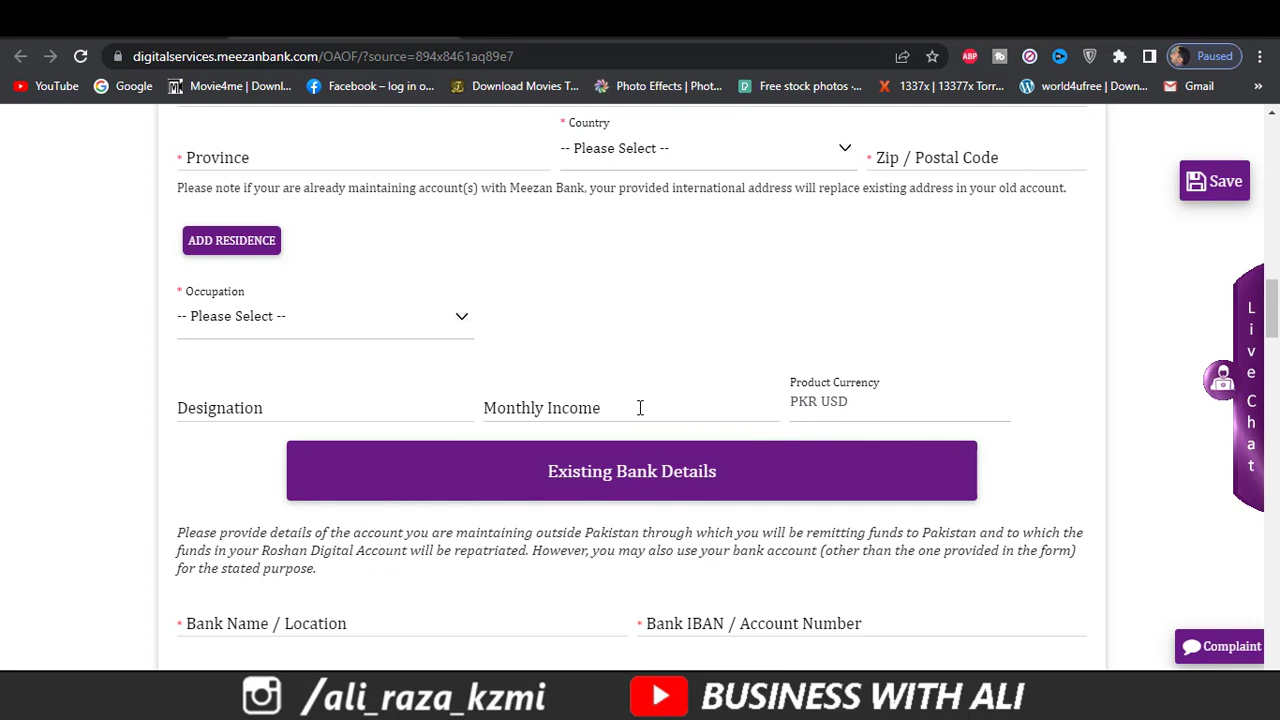 digitalservices.meezanbank.com/OAOF/?source=894x8461aq89e7
ABP
Paused
YouTube
Google
Movie4me | Downl...
Facebook – log in o...
Download Movies T...
Photo Effects | Phot...
Free stock photos -...
1337x | 13377x Torr...
world4ufree | Down...
Gmail
»
* Country
* Province
-- Please Select --
* Zip / Postal Code
Please note if your are already maintaining account(s) with Meezan Bank, your provided international address will replace existing address in your old account.
Save
ADD RESIDENCE
* Occupation
-- Please Select --
Live Chat
Product Currency
PKR USD
Designation
Monthly Income
Existing Bank Details
Please provide details of the account you are maintaining outside Pakistan through which you will be remitting funds to Pakistan and to which the
funds in your Roshan Digital Account will be repatriated. However, you may also use your bank account (other than the one provided in the form)
for the stated purpose.
* Bank Name / Location
* Bank IBAN / Account Number
Complaint
/ali_raza_kzmi
BUSINESS WITH ALI